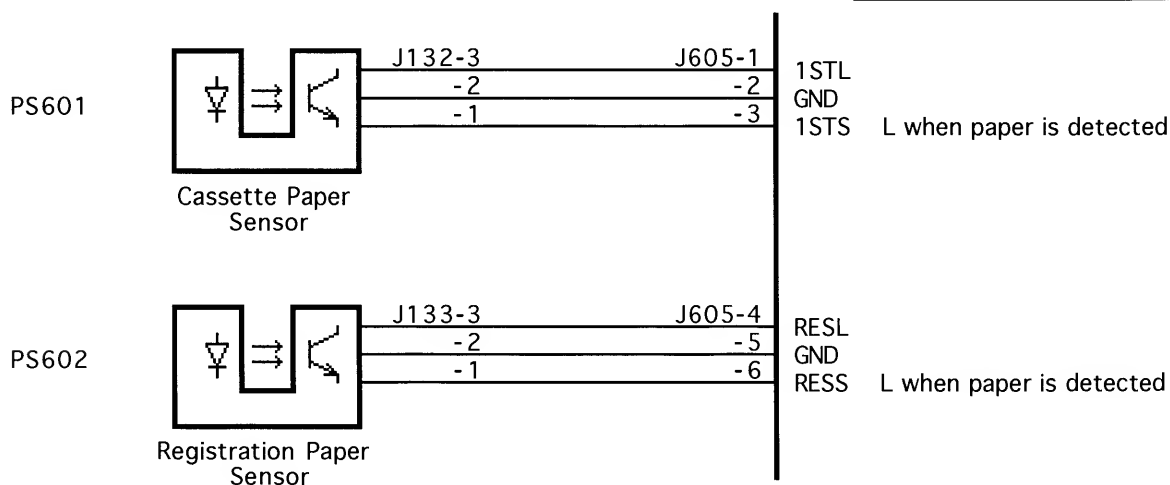 J132-3 J605-1 1STL
PS601 -2 -2 GND
-1 -3 1STS L when paper is detected
Cassette Paper
Sensor
J133-3 J605-4 RESL
PS602 -2 -5 GND
-1 -6 RESS L when paper is detected
Registration Paper
Sensor